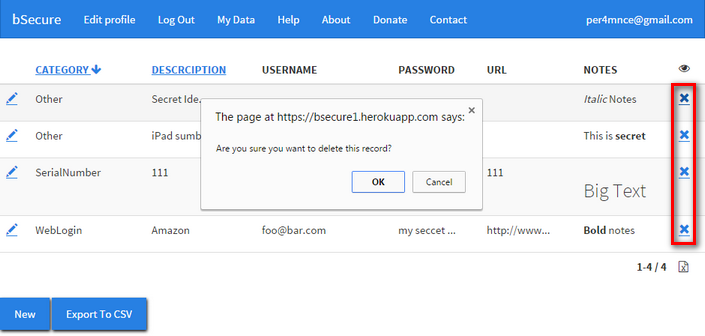 bSecure Edit profile Log Out My Data Help About Donate Contact per4mnce@gmail.com
CATEGORY DESTCRCIPTION USERNAME PASSWORD URL NOTES
Other Secret Ide. Italic Notes
Other iPad sumb This is secret
SerialNumber 111 111 Big Text
WebLogin Amazon foo@bar.com my seccet ... http://www... Bold notes
The page at https://bsecure1.herokuapp.com says:
Are you sure you want to delete this record?
OK Cancel
1-4 / 4
New Export To CSV